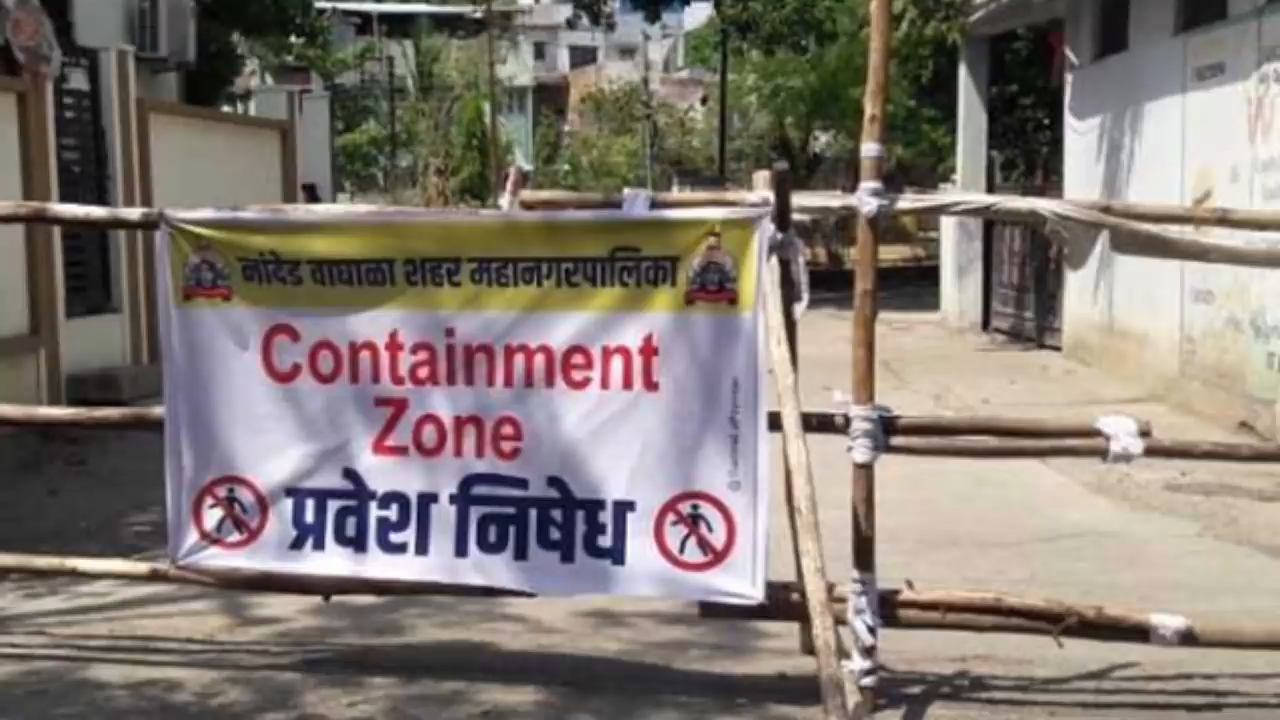 नांदेड वाघाळा शहर महानगरपालिका
Containment
Zone
प्रवेश निषेध